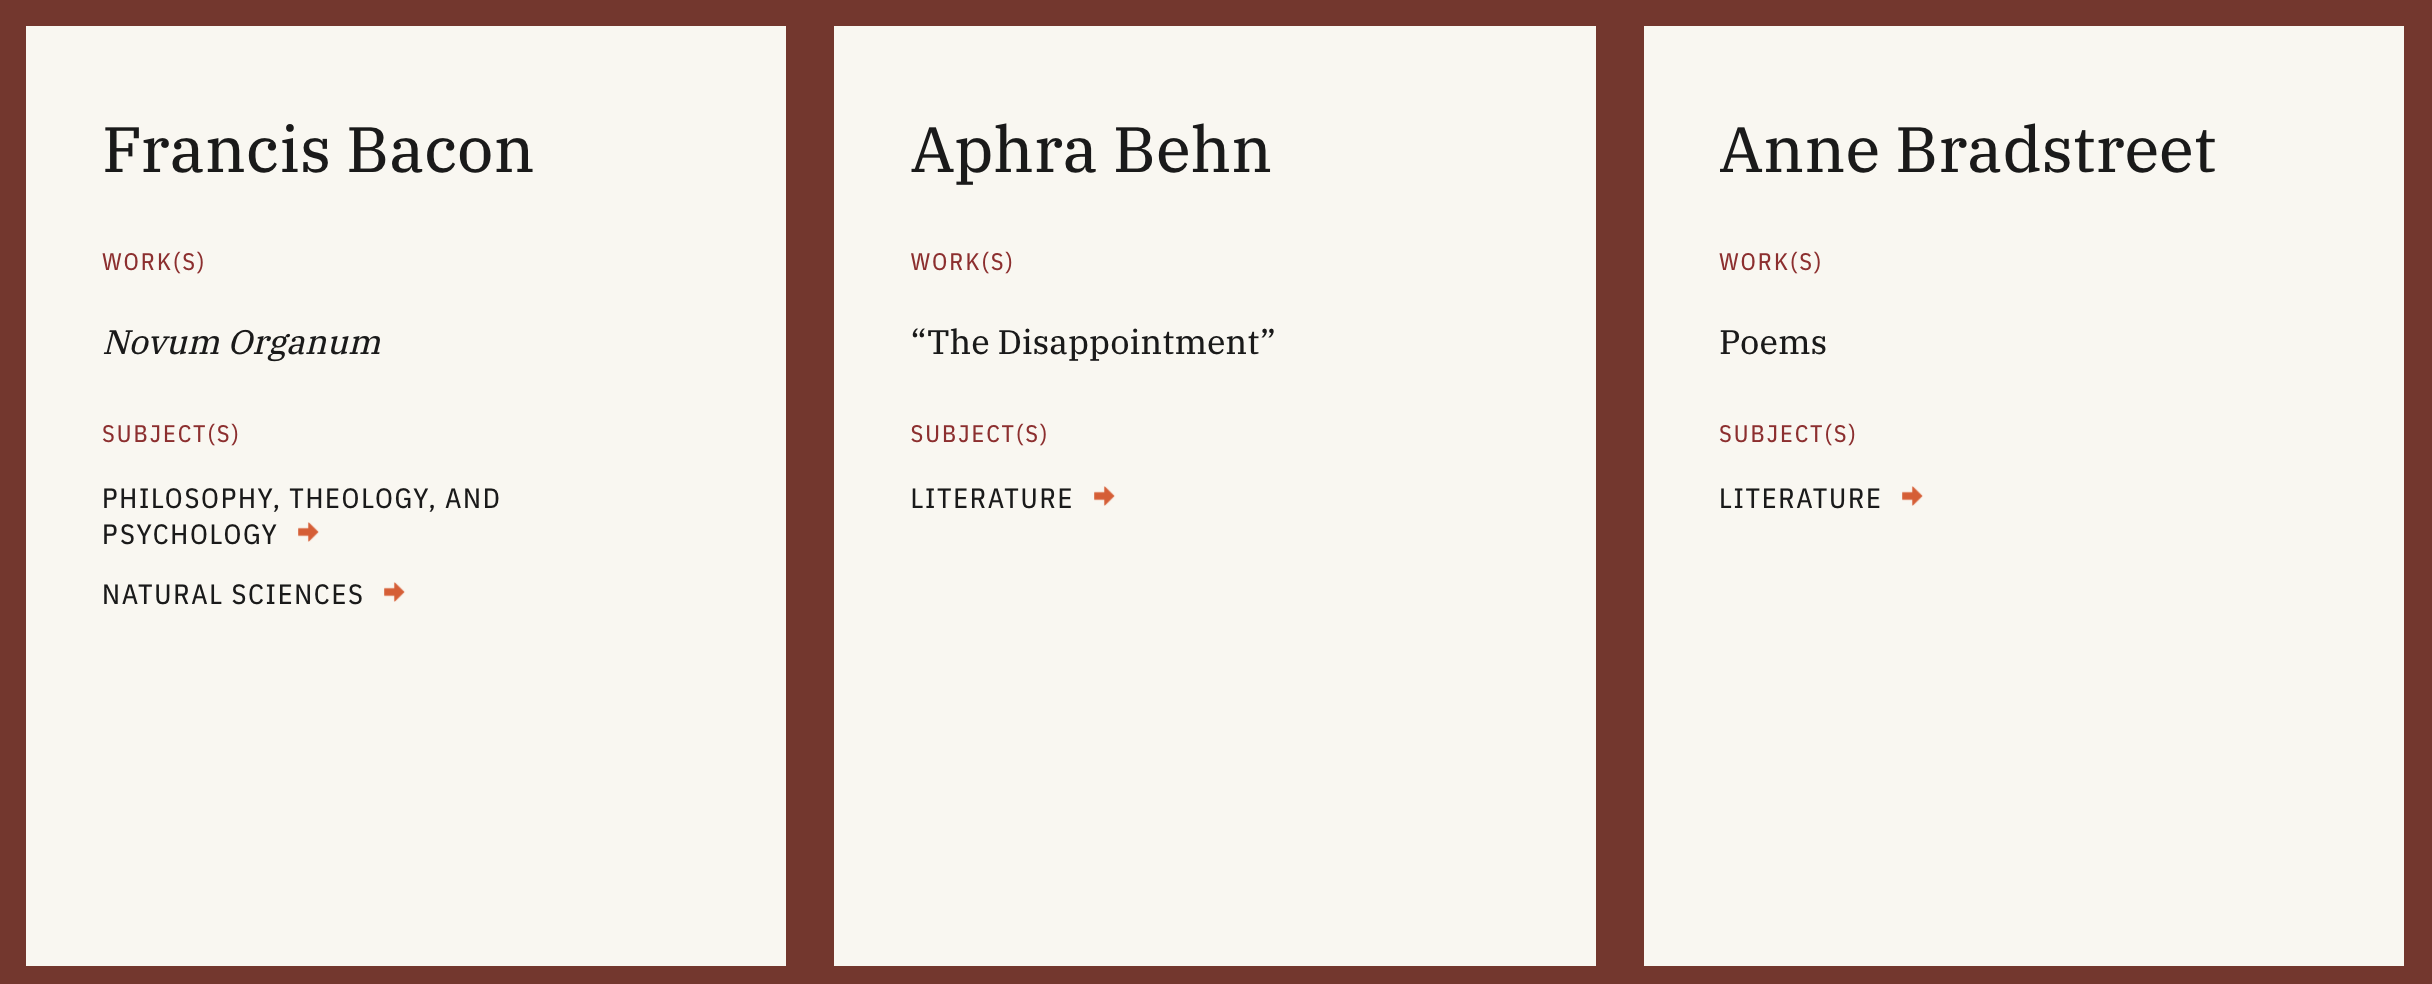 Francis Bacon
WORK(S)
Novum Organum
SUBJECT(S)
PHILOSOPHY, THEOLOGY, AND
PSYCHOLOGY
NATURAL SCIENCES
Aphra Behn
WORK(S)
“The Disappointment”
SUBJECT(S)
LITERATURE
Anne Bradstreet
WORK(S)
Poems
SUBJECT(S)
LITERATURE